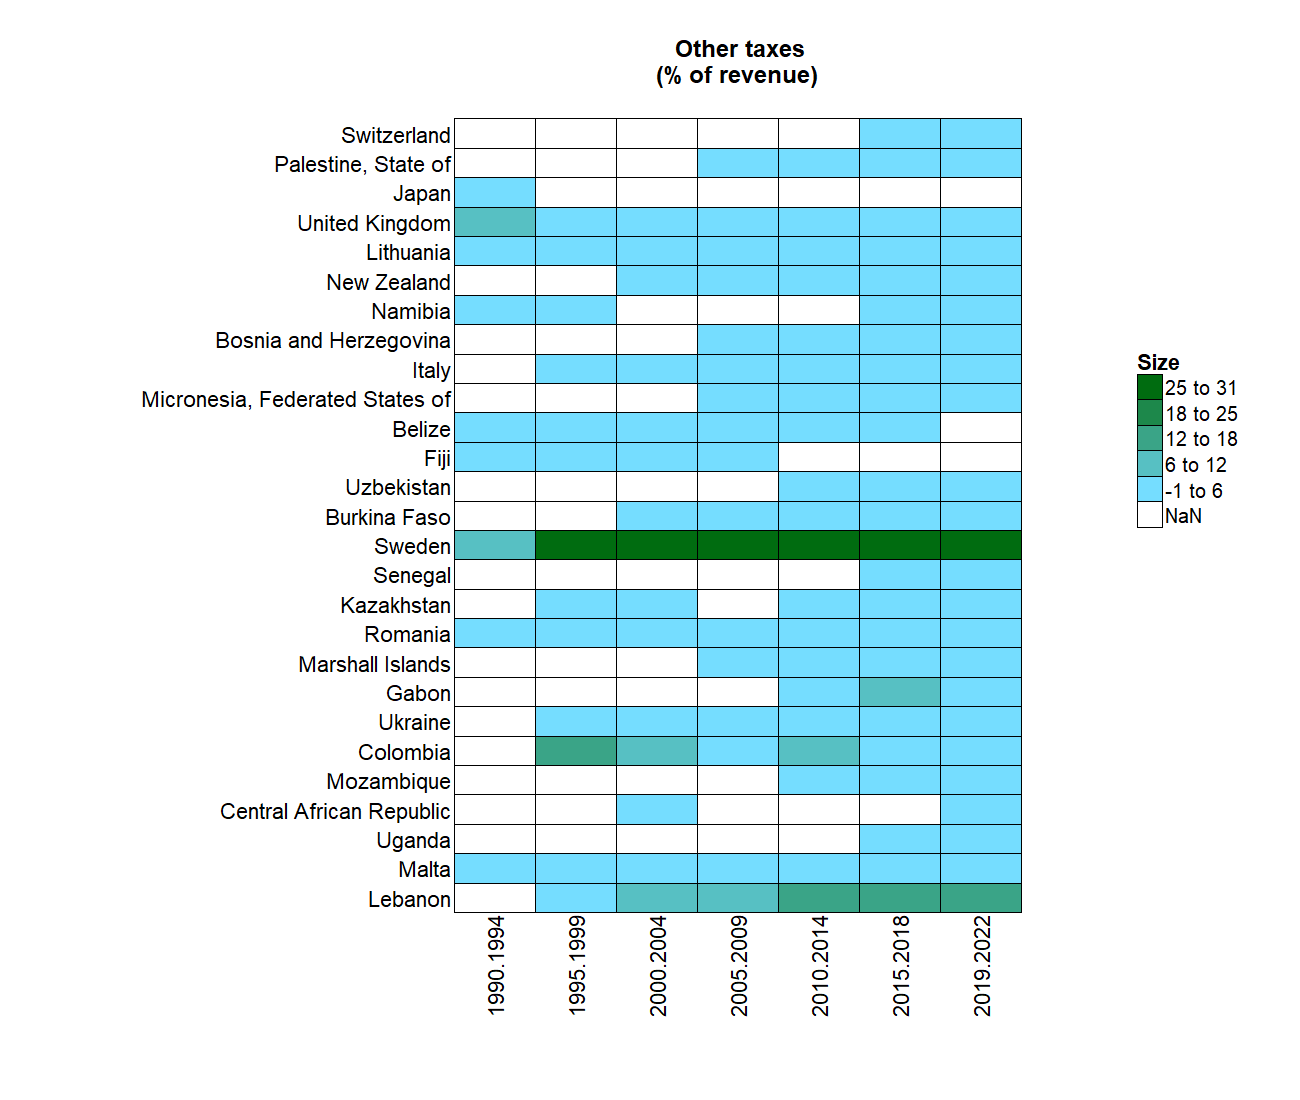 Other taxes
(% of revenue)
Switzerland
Palestine, State of
Japan
United Kingdom
Lithuania
New Zealand
Namibia
Bosnia and Herzegovina
Italy
Micronesia, Federated States of
Belize
Fiji
Uzbekistan
Burkina Faso
Sweden
Senegal
Kazakhstan
Romania
Marshall Islands
Gabon
Ukraine
Colombia
Mozambique
Central African Republic
Uganda
Malta
Lebanon
1990.1994
1995.1999
2000.2004
2005.2009
2010.2014
2015.2018
2019.2022
Size
25 to 31
18 to 25
12 to 18
6 to 12
-1 to 6
NaN